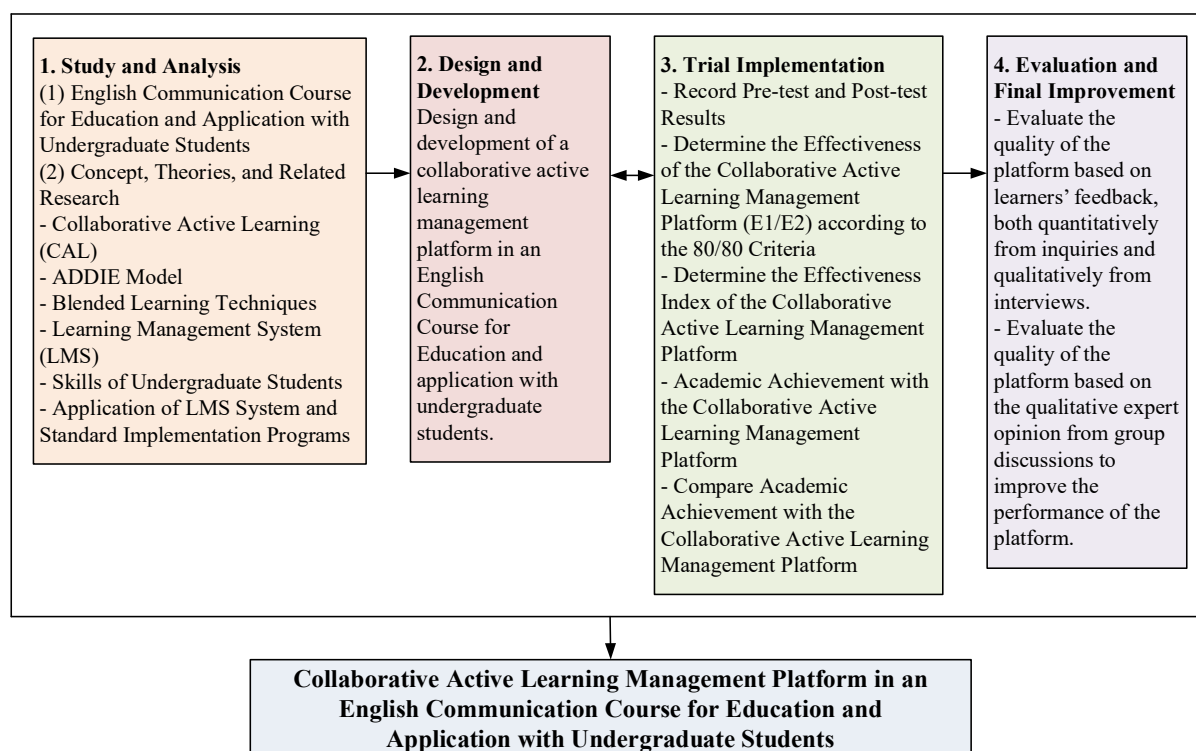 1. Study and Analysis
(1) English Communication Course
for Education and Application with
Undergraduate Students
(2) Concept, Theories, and Related
Research
- Collaborative Active Learning
(CAL)
- ADDIE Model
- Blended Learning Techniques
- Learning Management System
(LMS)
- Skills of Undergraduate Students
- Application of LMS System and
Standard Implementation Programs
2. Design and
Development
Design and
development of a
collaborative active
learning
management
platform in an
English
Communication
Course for
Education and
application with
undergraduate
students.
3. Trial Implementation
- Record Pre-test and Post-test
Results
- Determine the Effectiveness
of the Collaborative Active
Learning Management
Platform (E1/E2) according to
the 80/80 Criteria
- Determine the Effectiveness
Index of the Collaborative
Active Learning Management
Platform
- Academic Achievement with
the Collaborative Active
Learning Management
Platform
- Compare Academic
Achievement with the
Collaborative Active Learning
Management Platform
4. Evaluation and
Final Improvement
- Evaluate the
quality of the
platform based on
learners’ feedback,
both quantitatively
from inquiries and
qualitatively from
interviews.
- Evaluate the
quality of the
platform based on
the qualitative expert
opinion from group
discussions to
improve the
performance of the
platform.
Collaborative Active Learning Management Platform in an
English Communication Course for Education and
Application with Undergraduate Students